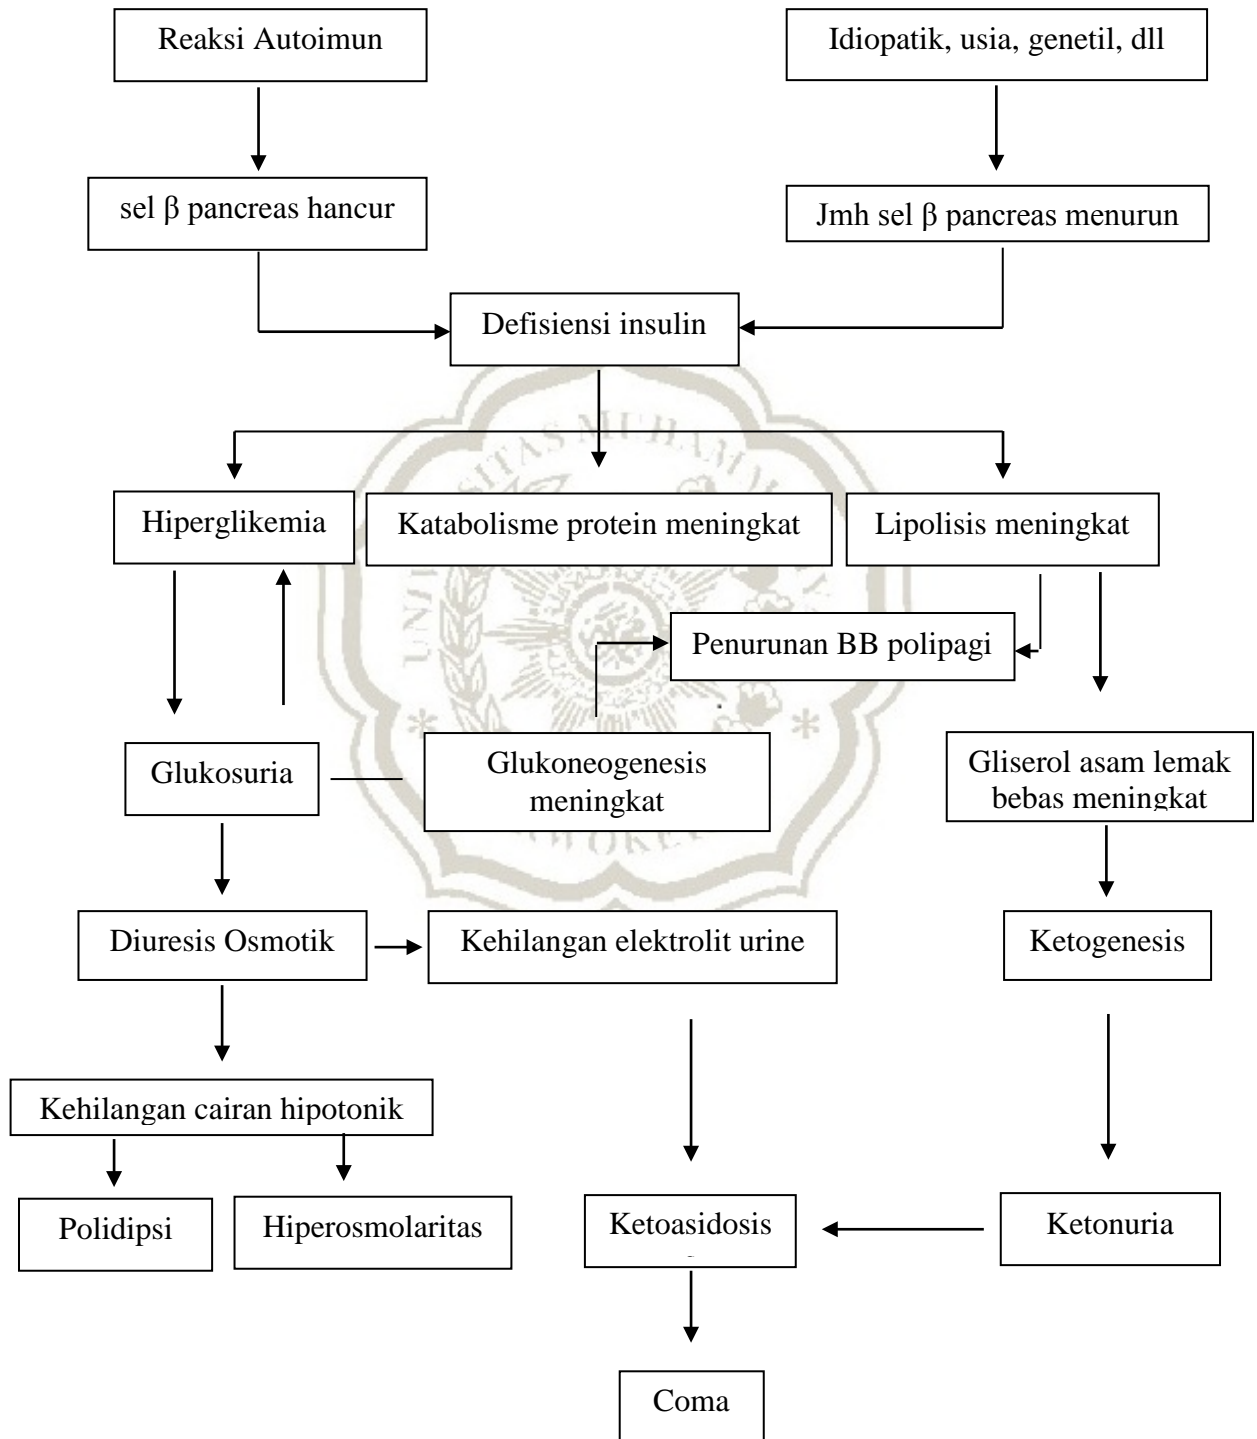 Reaksi Autoimun
Idiopatik, usia, genetil, dll
sel β pancreas hancur
Jmh sel β pancreas menurun
Defisiensi insulin
Hiperglikemia
Katabolisme protein meningkat
Lipolisis meningkat
Penurunan BB polipagi
Glukosuria
Glukoneogenesis
meningkat
Gliserol asam lemak
bebas meningkat
Diuresis Osmotik
Kehilangan elektrolit urine
Ketogenesis
Kehilangan cairan hipotonik
Polidipsi
Hiperosmolaritas
Ketoasidosis
Ketonuria
Coma